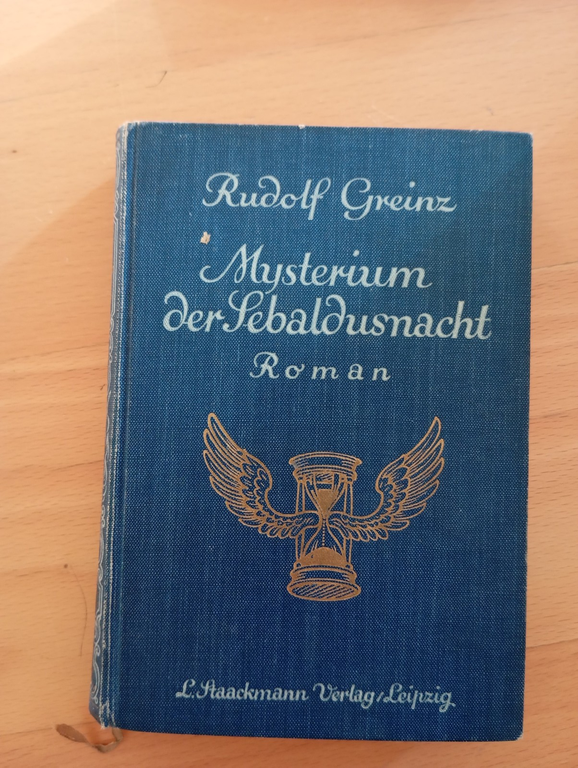 Rudolf Greinz
Mysterium
der Sebaldusnacht
Roman
L. Staackmann Verlag / Leipzig